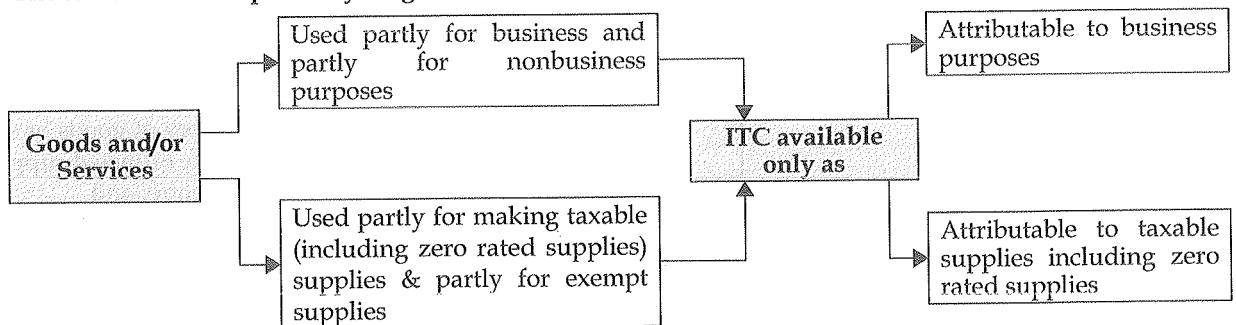 Used partly for business and
partly for nonbusiness
purposes
Attributable to business
purposes
Goods and/or
Services
ITC available
only as
Used partly for making taxable
(including zero rated supplies)
supplies & partly for exempt
supplies
Attributable to taxable
supplies including zero
rated supplies